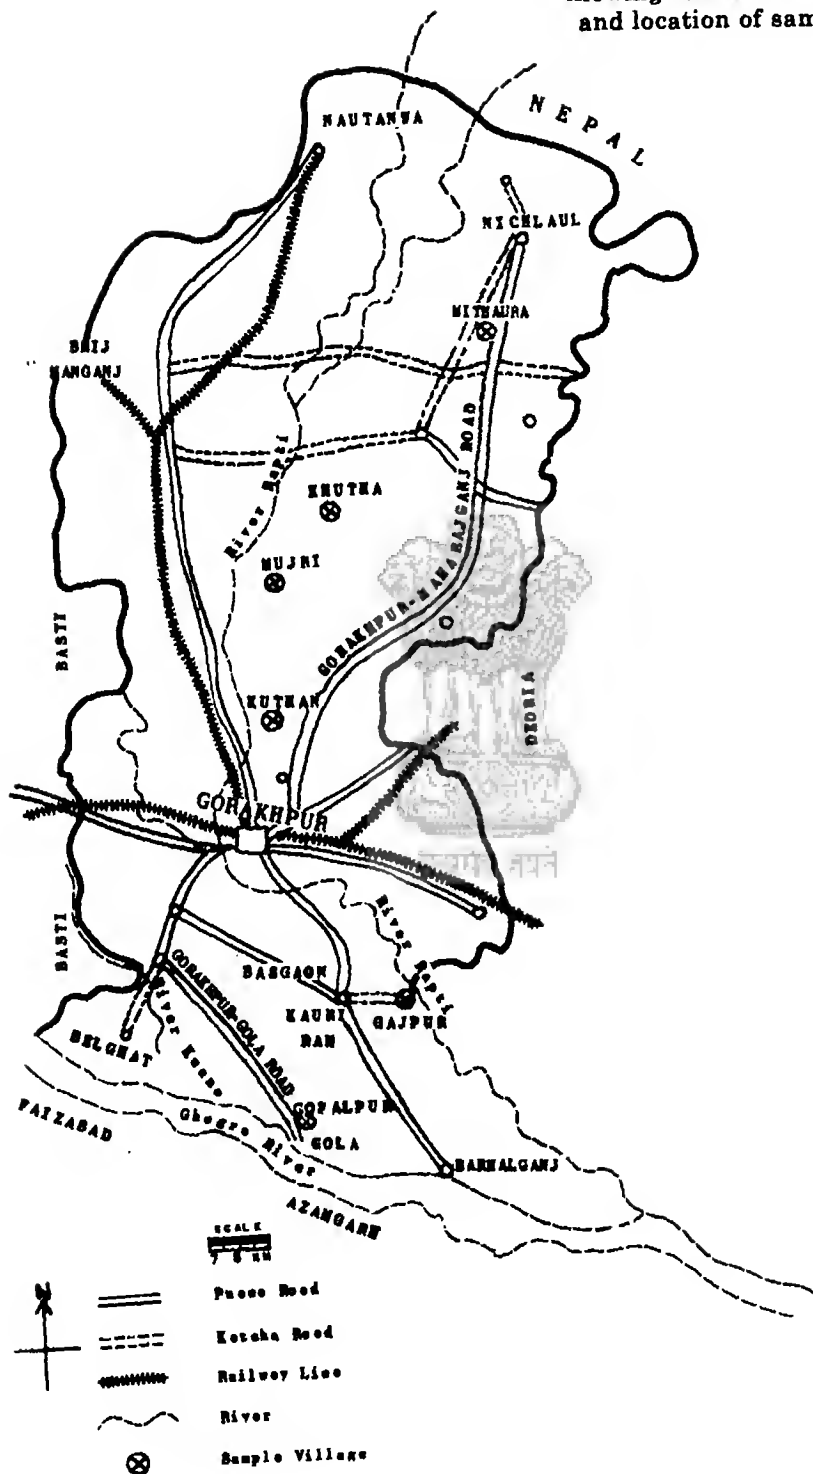 and location of sam
NEPAL
NAUTANWA
NICHLAUL
MITHAURA
BRIJ
MANGANJ
River Rapti
KHUTHA
MUJRI
GORAKHPUR-MAHARAJGANJ ROAD
BASTI
KUTHAN
DEORIA
GORAKHPUR
BASTI
River Rapti
BASGAON
KAURI
RAM
GAJPUR
GORAKHPUR-GOLA ROAD
River Kuano
BELGHAT
GOPALPUR
GOLA
FAIZABAD
Ghagra River
BARHALGANJ
AZAMGARH
SCALE
N
Pucca Road
Kutcha Road
Railway Line
River
Sample Village